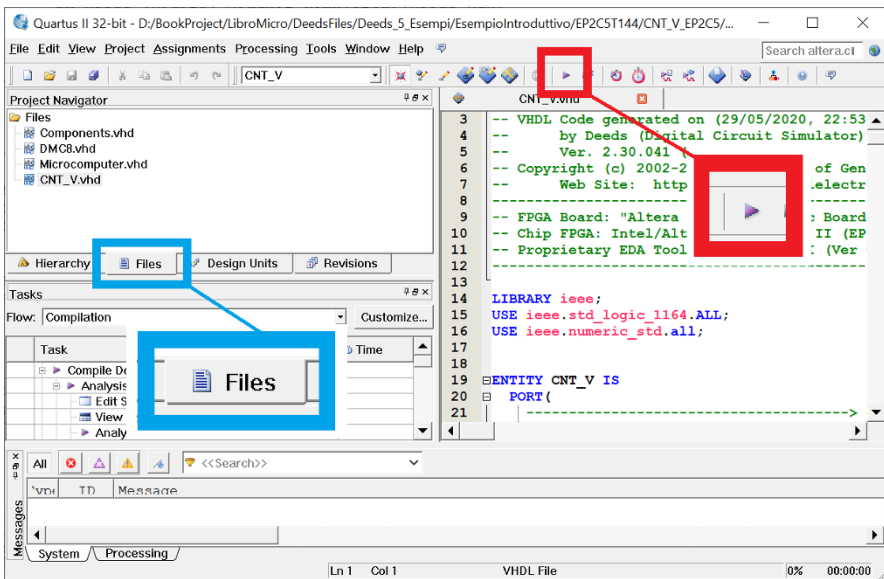 Quartus II 32-bit - D:/BookProject/LibroMicro/DeedsFiles/Deeds_5_Esempi/EsempioIntroduttivo/EP2C5T144/CNT_V_EP2C5/...
File Edit View Project Assignments Processing Tools Window Help
Search altera.c
CNT_V
Project Navigator
Files
Components.vhd
DMC8.vhd
Microcomputer.vhd
CNT_V.vhd
Hierarchy Files Design Units Revisions
Tasks
Flow: Compilation Customize...
Task Time
Compile De
Analysis
Edit S
View
Analy
Files
CNT_V.vhd
3 -- VHDL Code generated on (29/05/2020, 22:53
4 -- by Deeds (Digital Circuit Simulator)
5 -- Ver. 2.30.041 (
6 -- Copyright (c) 2002-2 of Gen
7 -- Web Site: http .electr
8 --------------------------------------------
9 -- FPGA Board: "Altera c Board
10 -- Chip FPGA: Intel/Alt II (EP
11 -- Proprietary EDA Tool : (Ver
12 --------------------------------------------
13
14 LIBRARY ieee;
15 USE ieee.std_logic_1164.ALL;
16 USE ieee.numeric_std.all;
17
18
19 ENTITY CNT_V IS
20 PORT(
21 ---------------------------------------->
All <<Search>>
ID Message
Messages
System Processing
Ln 1 Col 1 VHDL File 0% 00:00:00